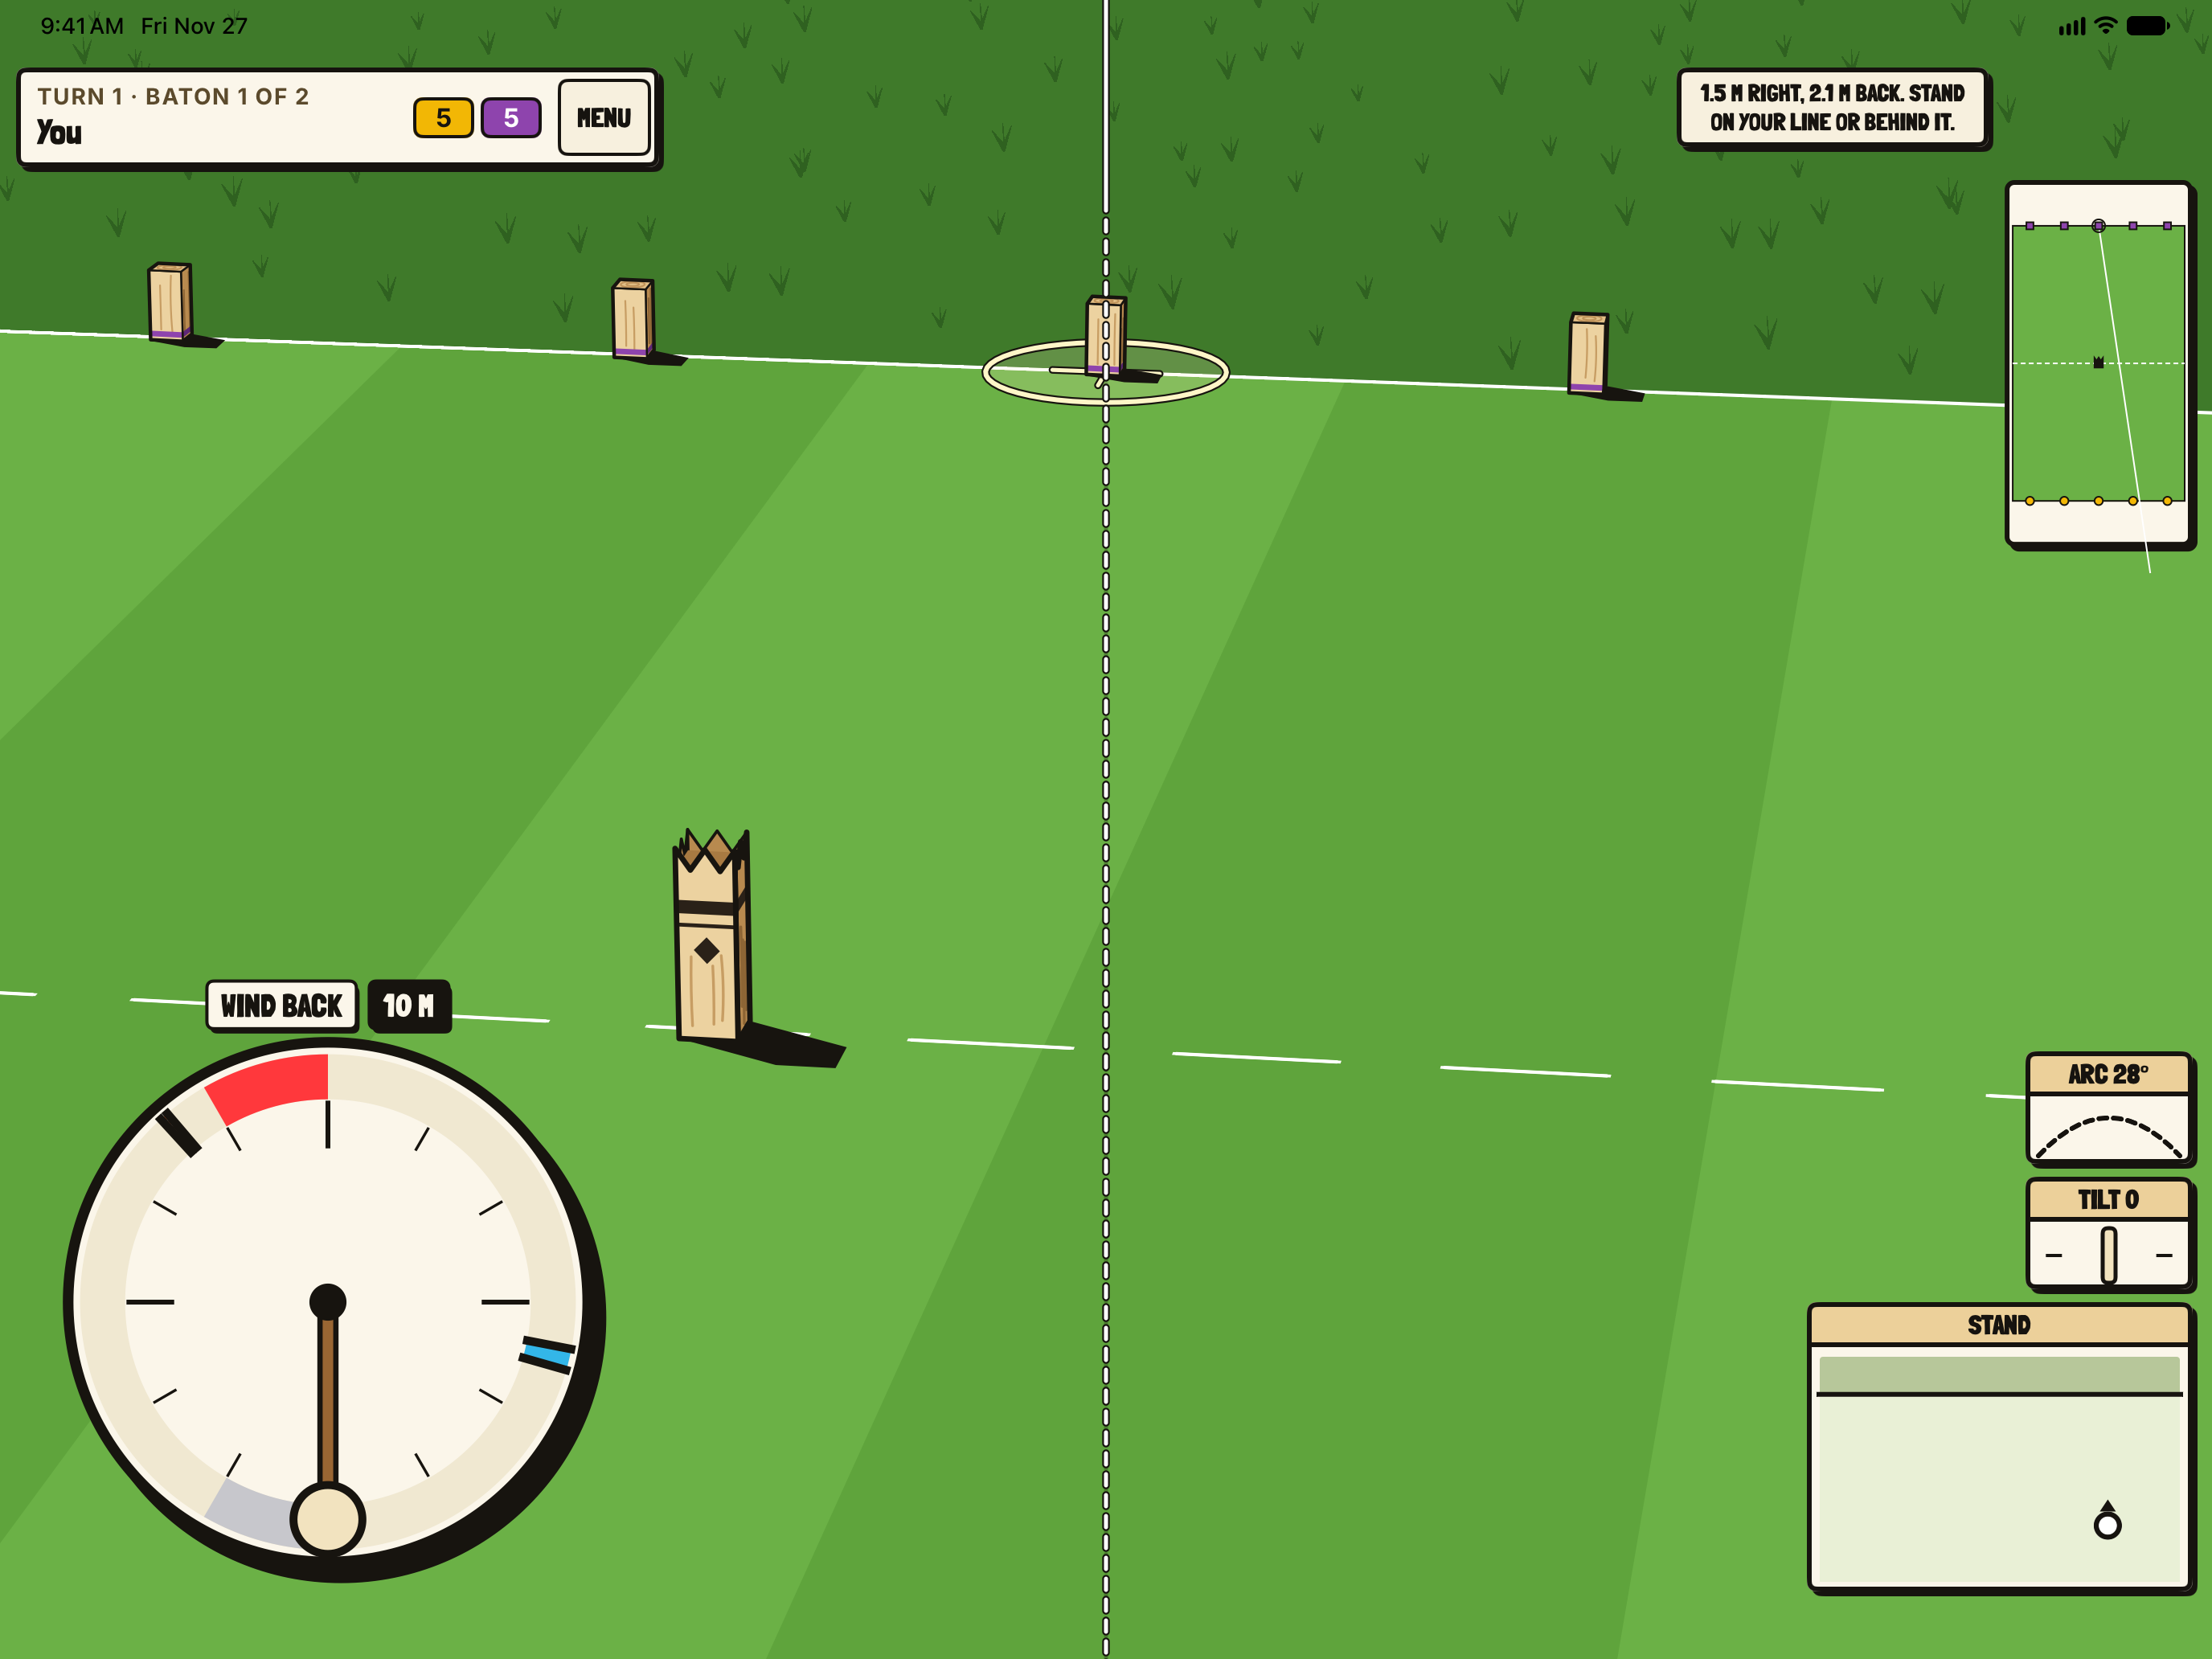 9:41 AM Fri Nov 27
TURN 1 · BATON 1 OF 2
You
5 5
MENU
1.5 M RIGHT, 2.1 M BACK. STAND
ON YOUR LINE OR BEHIND IT.
WIND BACK 10 M
ARC 28°
TILT 0
STAND